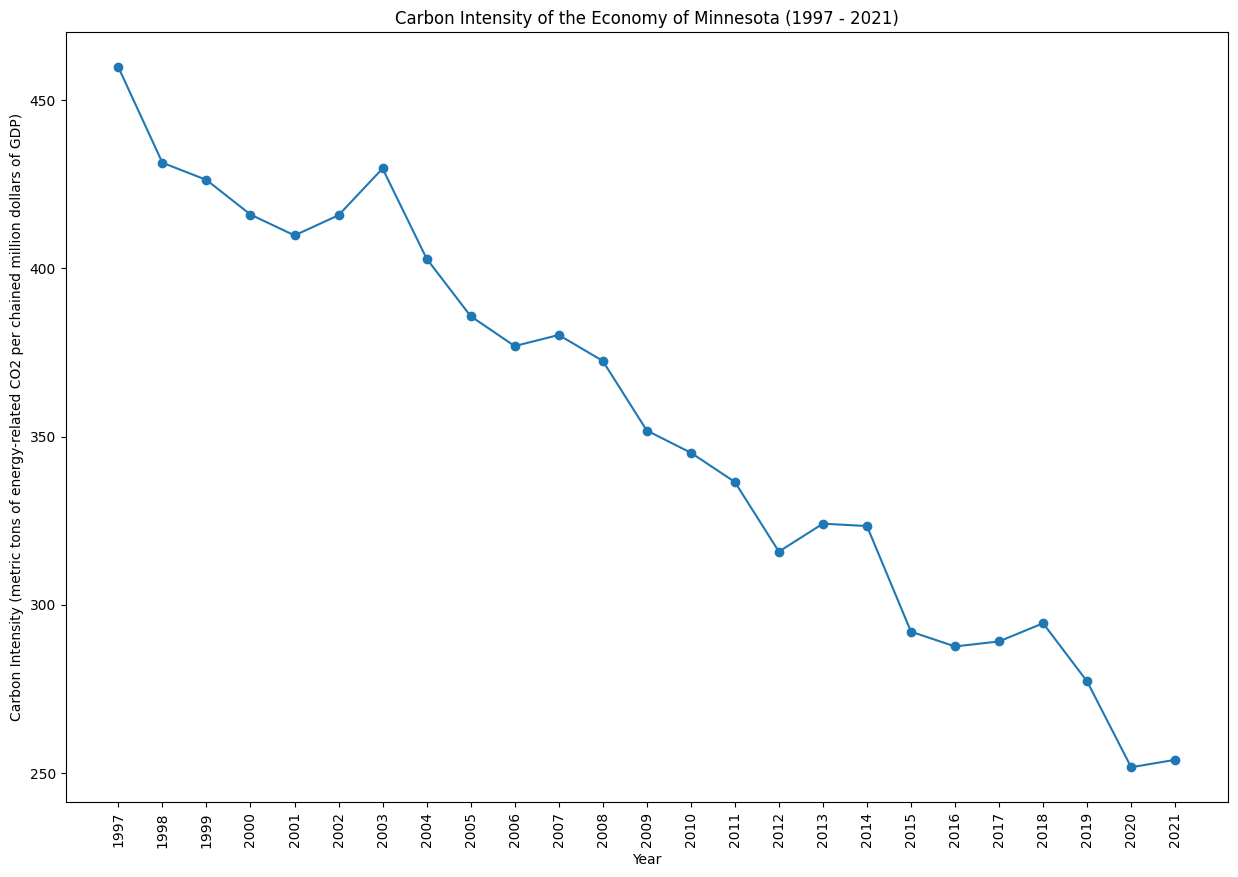 Carbon Intensity of the Economy of Minnesota (1997 - 2021)
Carbon Intensity (metric tons of energy-related CO2 per chained million dollars of GDP)
450
400
350
300
250
1997 1998 1999 2000 2001 2002 2003 2004 2005 2006 2007 2008 2009 2010 2011 2012 2013 2014 2015 2016 2017 2018 2019 2020 2021
Year